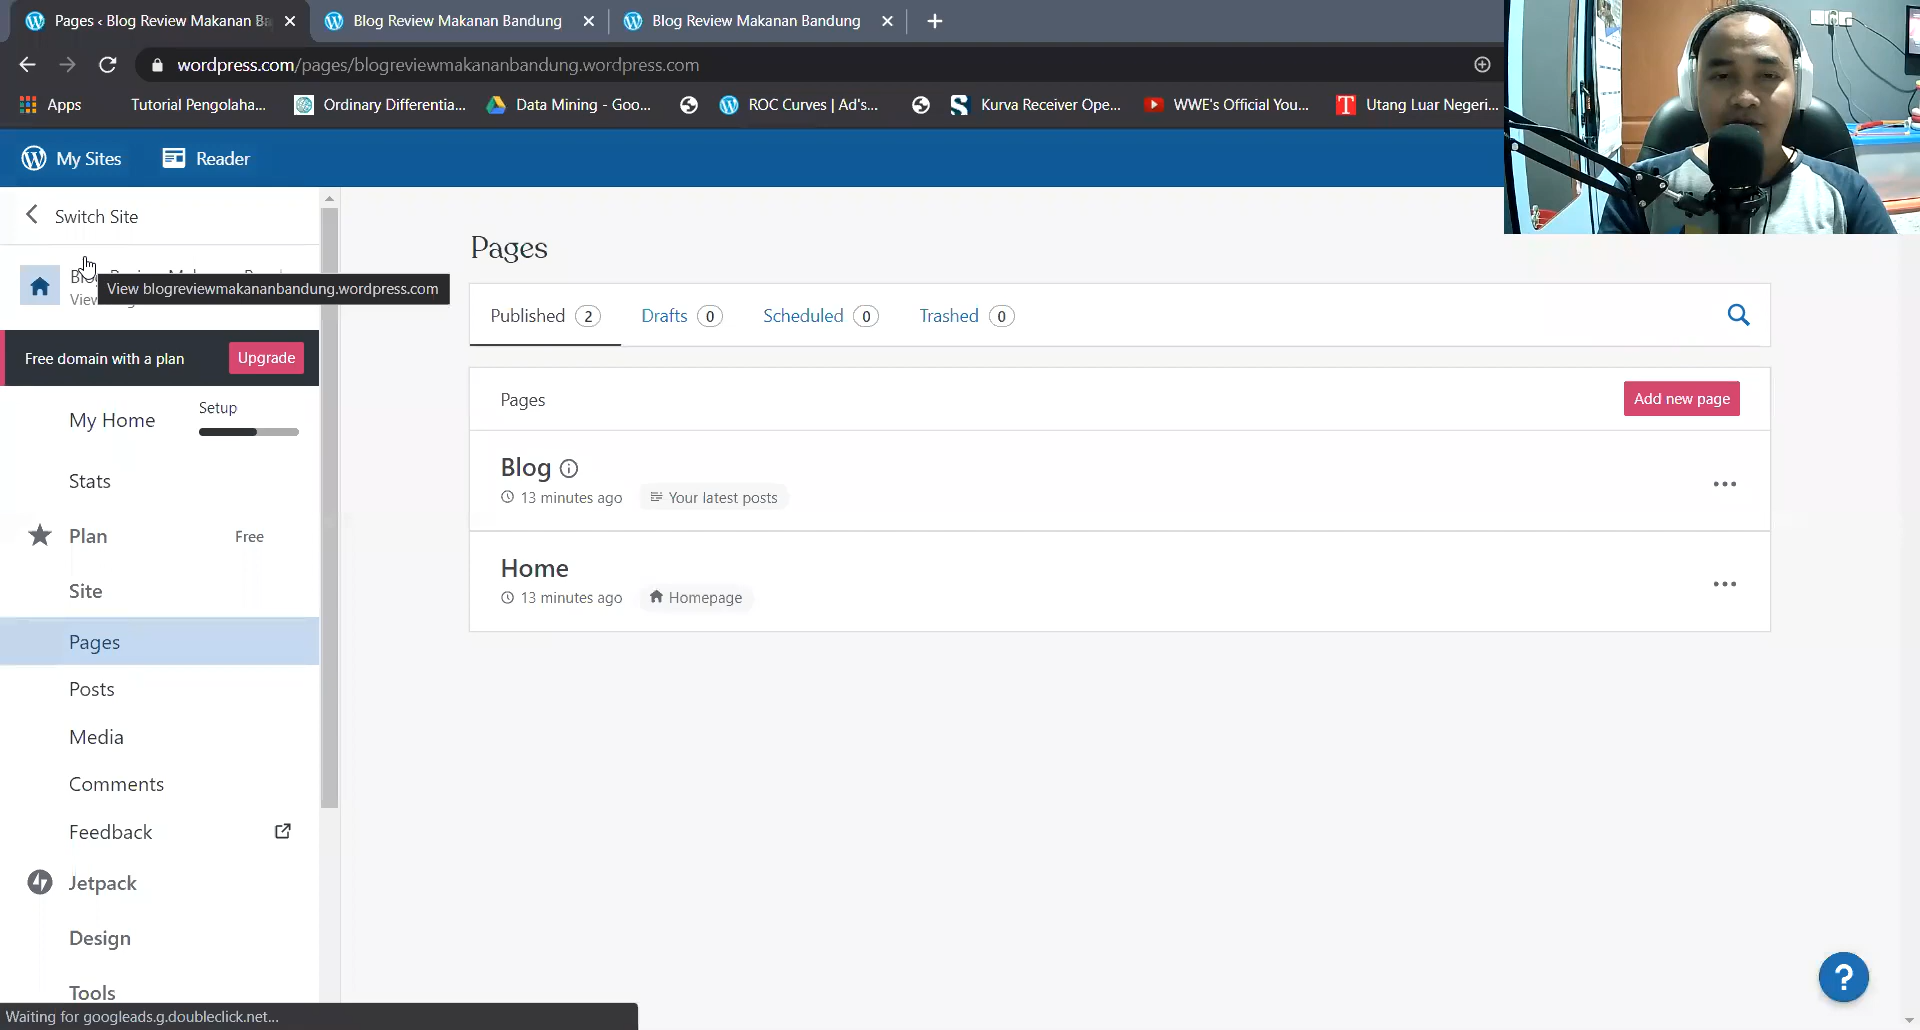 Pages ‹ Blog Review Makanan Ba
Blog Review Makanan Bandung
Blog Review Makanan Bandung
wordpress.com/pages/blogreviewmakananbandung.wordpress.com
Apps
Tutorial Pengolaha...
Ordinary Differentia...
Data Mining - Goo...
ROC Curves | Ad's...
Kurva Receiver Ope...
WWE's Official You...
Utang Luar Negeri...
My Sites
Reader
Switch Site
View
View blogreviewmakananbandung.wordpress.com
Free domain with a plan
Upgrade
My Home
Setup
Stats
Plan
Free
Site
Pages
Posts
Media
Comments
Feedback
Jetpack
Design
Tools
Waiting for googleads.g.doubleclick.net...
Pages
Published 2
Drafts 0
Scheduled 0
Trashed 0
Pages
Add new page
Blog
13 minutes ago
Your latest posts
Home
13 minutes ago
Homepage
?